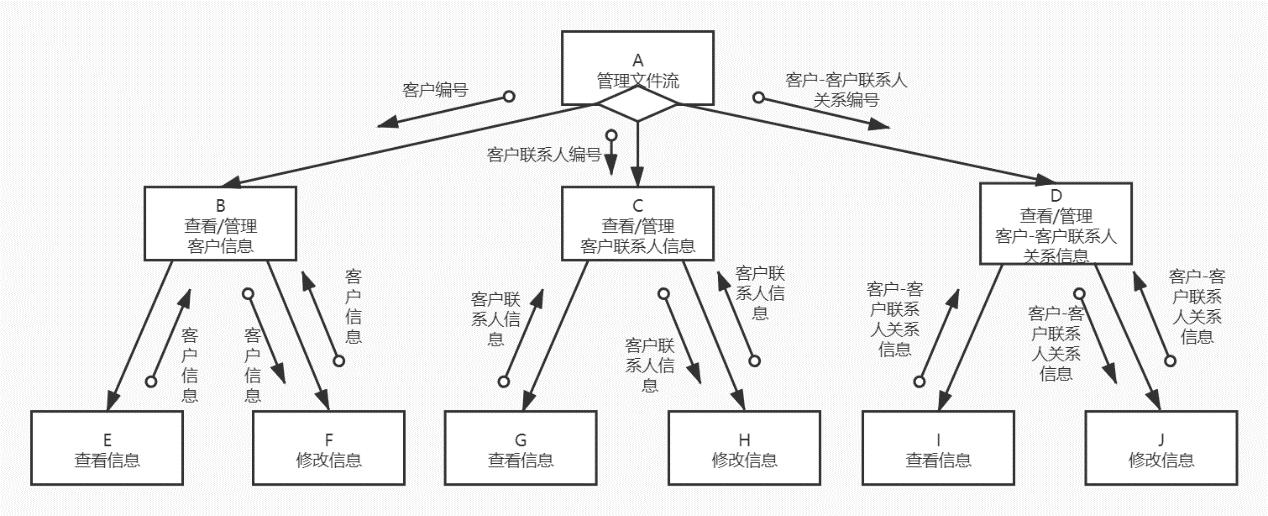 A
管理文件流
客户编号
客户-客户联系人
关系编号
客户联系人编号
B
查看/管理
客户信息
C
查看/管理
客户联系人信息
D
查看/管理
客户-客户联系人
关系信息
客
户
信
息
客
户
信
息
客
户
信
息
客户联
系人信
息
客户联
系人信
息
客户联
系人信
息
客户-客
户联系
人关系
信息
客户-客
户联系
人关系
信息
客户-客
户联系
人关系
信息
E
查看信息
F
修改信息
G
查看信息
H
修改信息
I
查看信息
J
修改信息